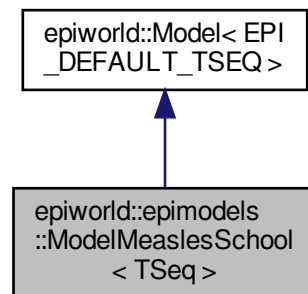 epiworld::Model< EPI
_DEFAULT_TSEQ >
epiworld::epimodels
::ModelMeaslesSchool
< TSeq >